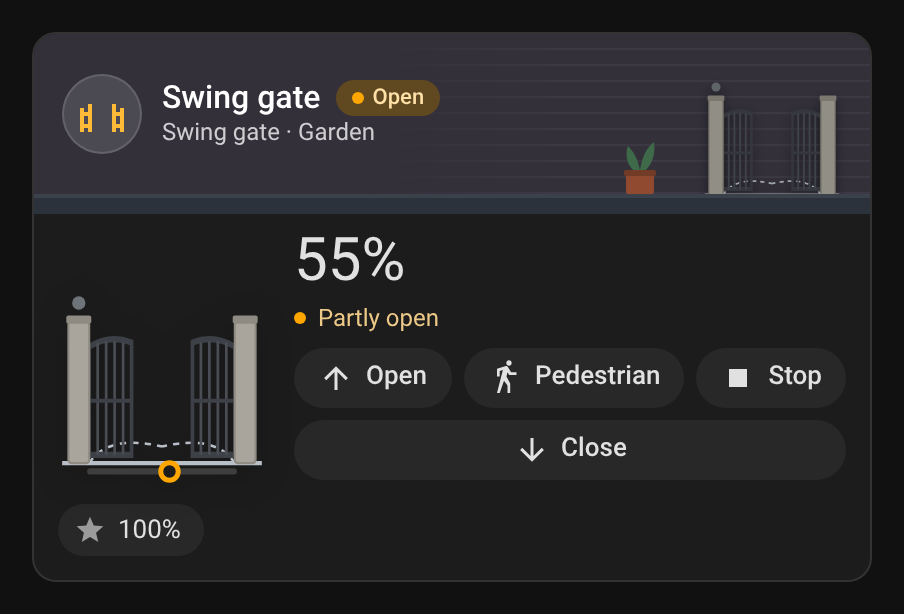 Swing gate
Open
Swing gate · Garden
55%
Partly open
Open
Pedestrian
Stop
Close
100%